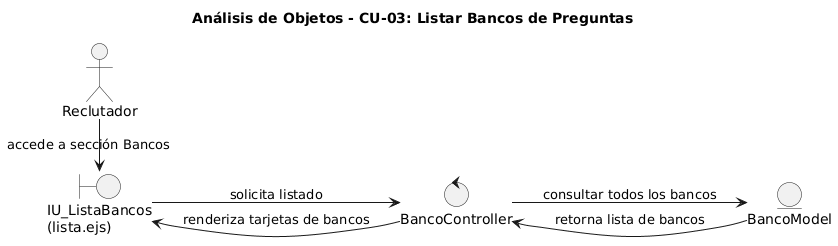 Análisis de Objetos - CU-03: Listar Bancos de Preguntas
Reclutador
accede a sección Bancos
IU_ListaBancos
(lista.ejs)
solicita listado
renderiza tarjetas de bancos
BancoController
consultar todos los bancos
retorna lista de bancos
BancoModel